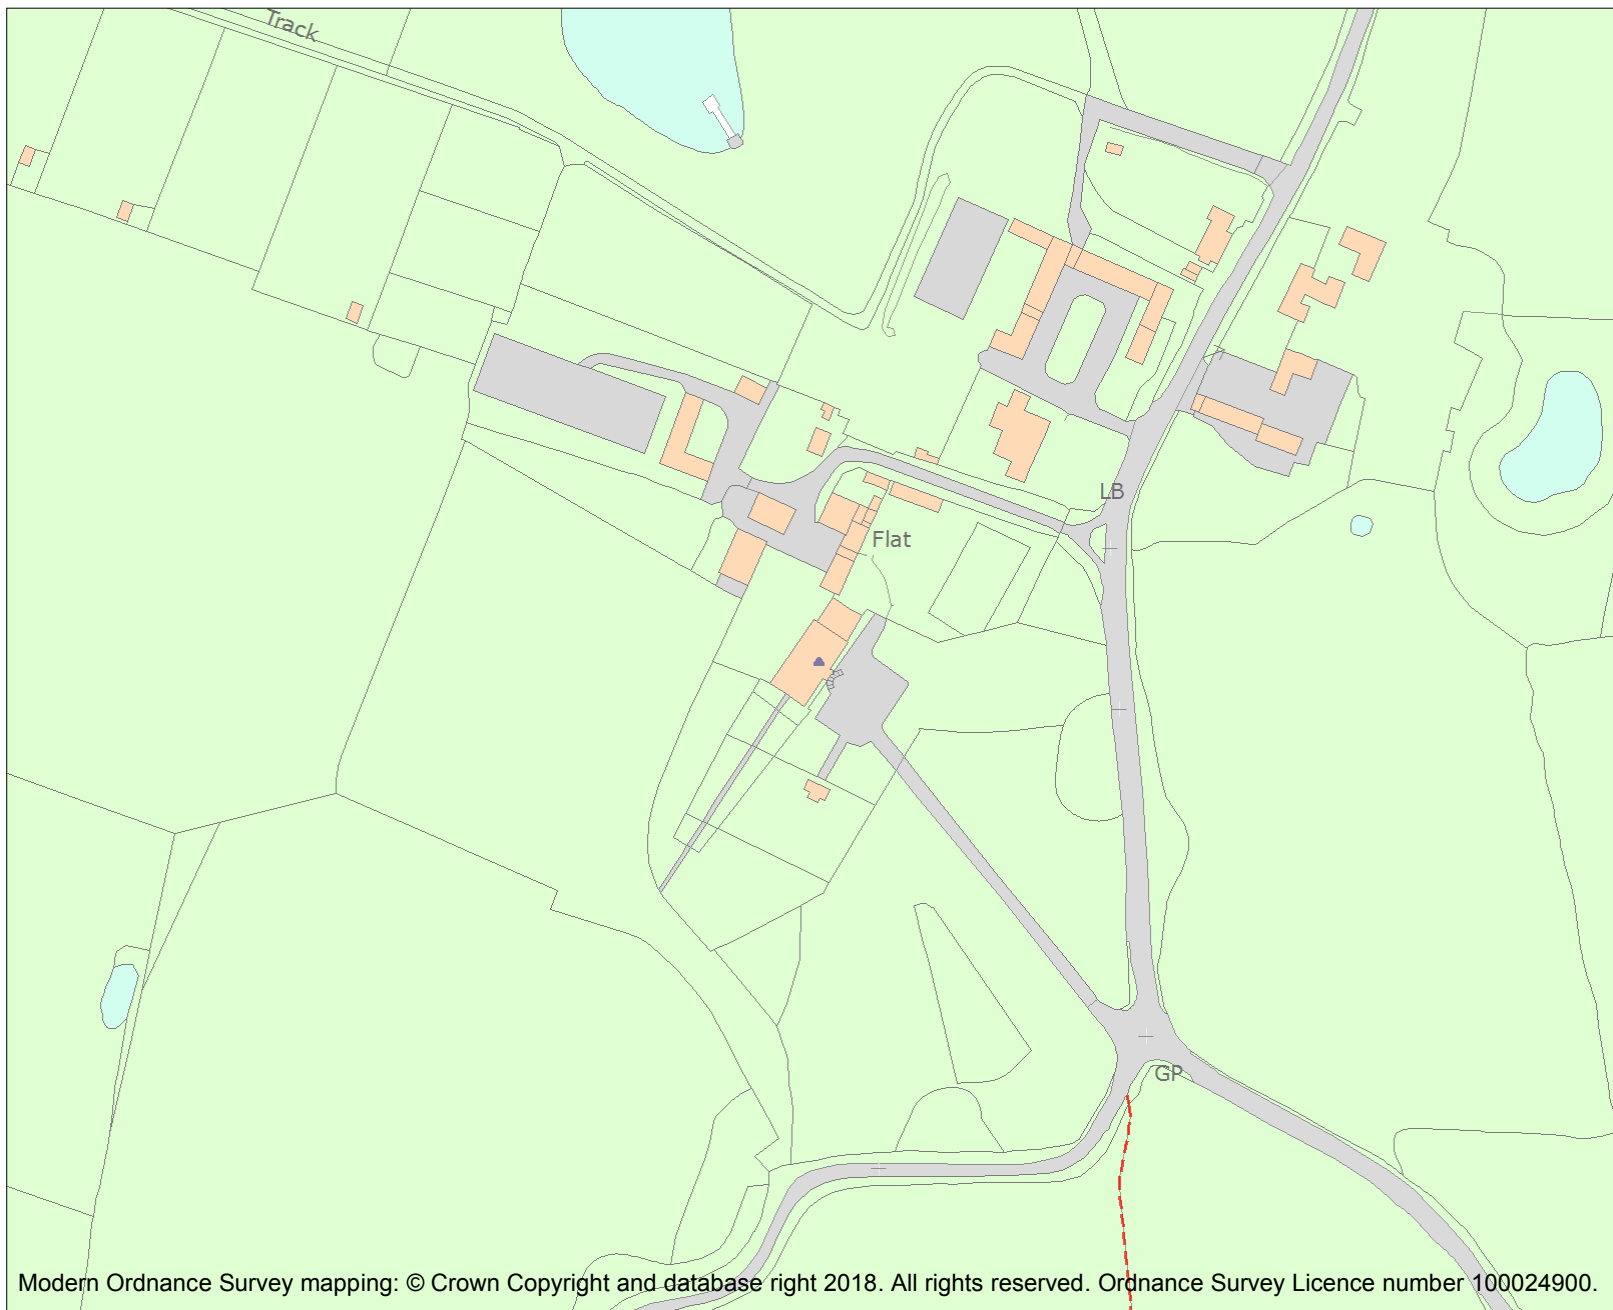 Track
LB
Flat
GP
Modern Ordnance Survey mapping: © Crown Copyright and database right 2018. All rights reserved. Ordnance Survey Licence number 100024900.